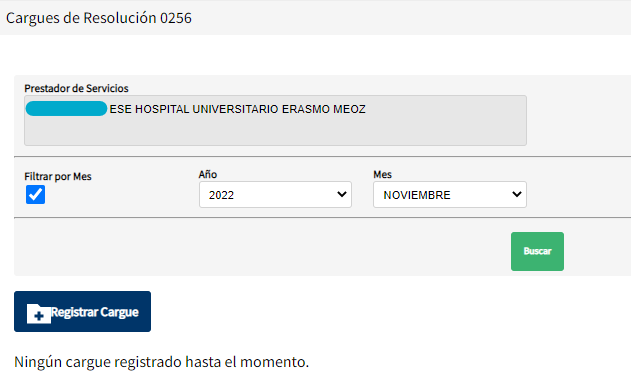 Cargues de Resolución 0256
Prestador de Servicios
ESE HOSPITAL UNIVERSITARIO ERASMO MEOZ
Filtrar por Mes
Año
Mes
2022
NOVIEMBRE
Buscar
Registrar Cargue
Ningún cargue registrado hasta el momento.